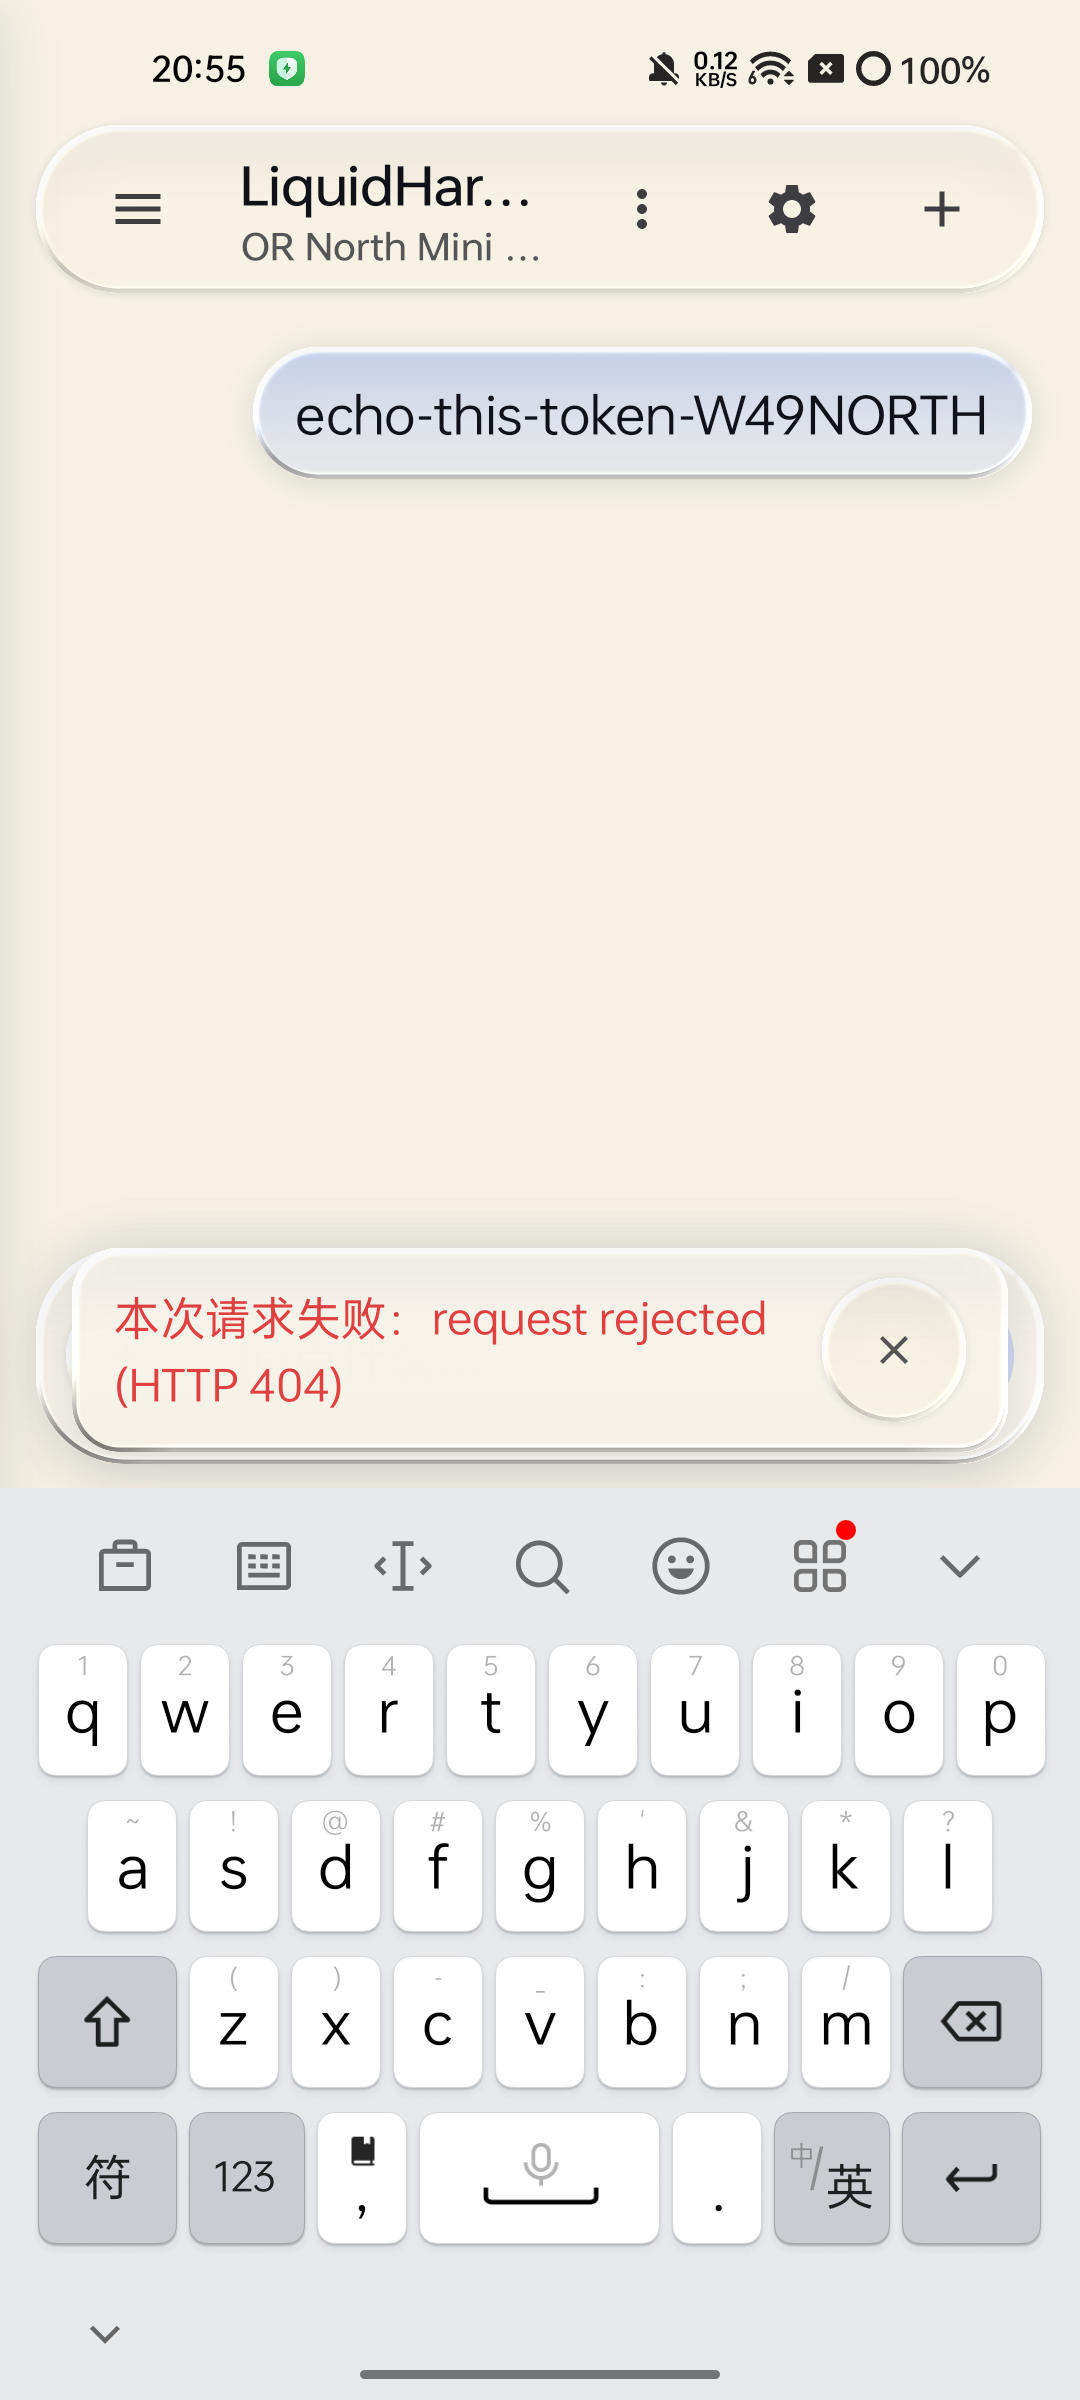 20:55
0.12
KB/S
6
100%
LiquidHar...
OR North Mini ...
echo-this-token-W49NORTH
本次请求失败：request rejected
(HTTP 404)
1 2 3 4 5 6 7 8 9 0
q w e r t y u i o p
~ ! @ # % ' & * ?
a s d f g h j k l
( ) - _ : ; /
z x c v b n m
符 123 , . 中/英